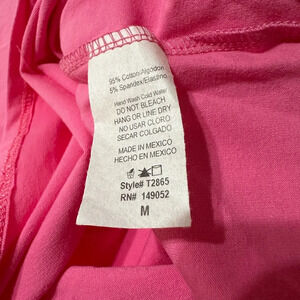 95% Cotton/Algodon
5% Spandex/Elastino
Hand Wash Cold Water
DO NOT BLEACH
HANG OR LINE DRY
NO USAR CLORO
SECAR COLGADO
MADE IN MEXICO
HECHO EN MEXICO
Style# T2865
RN# 149052
M